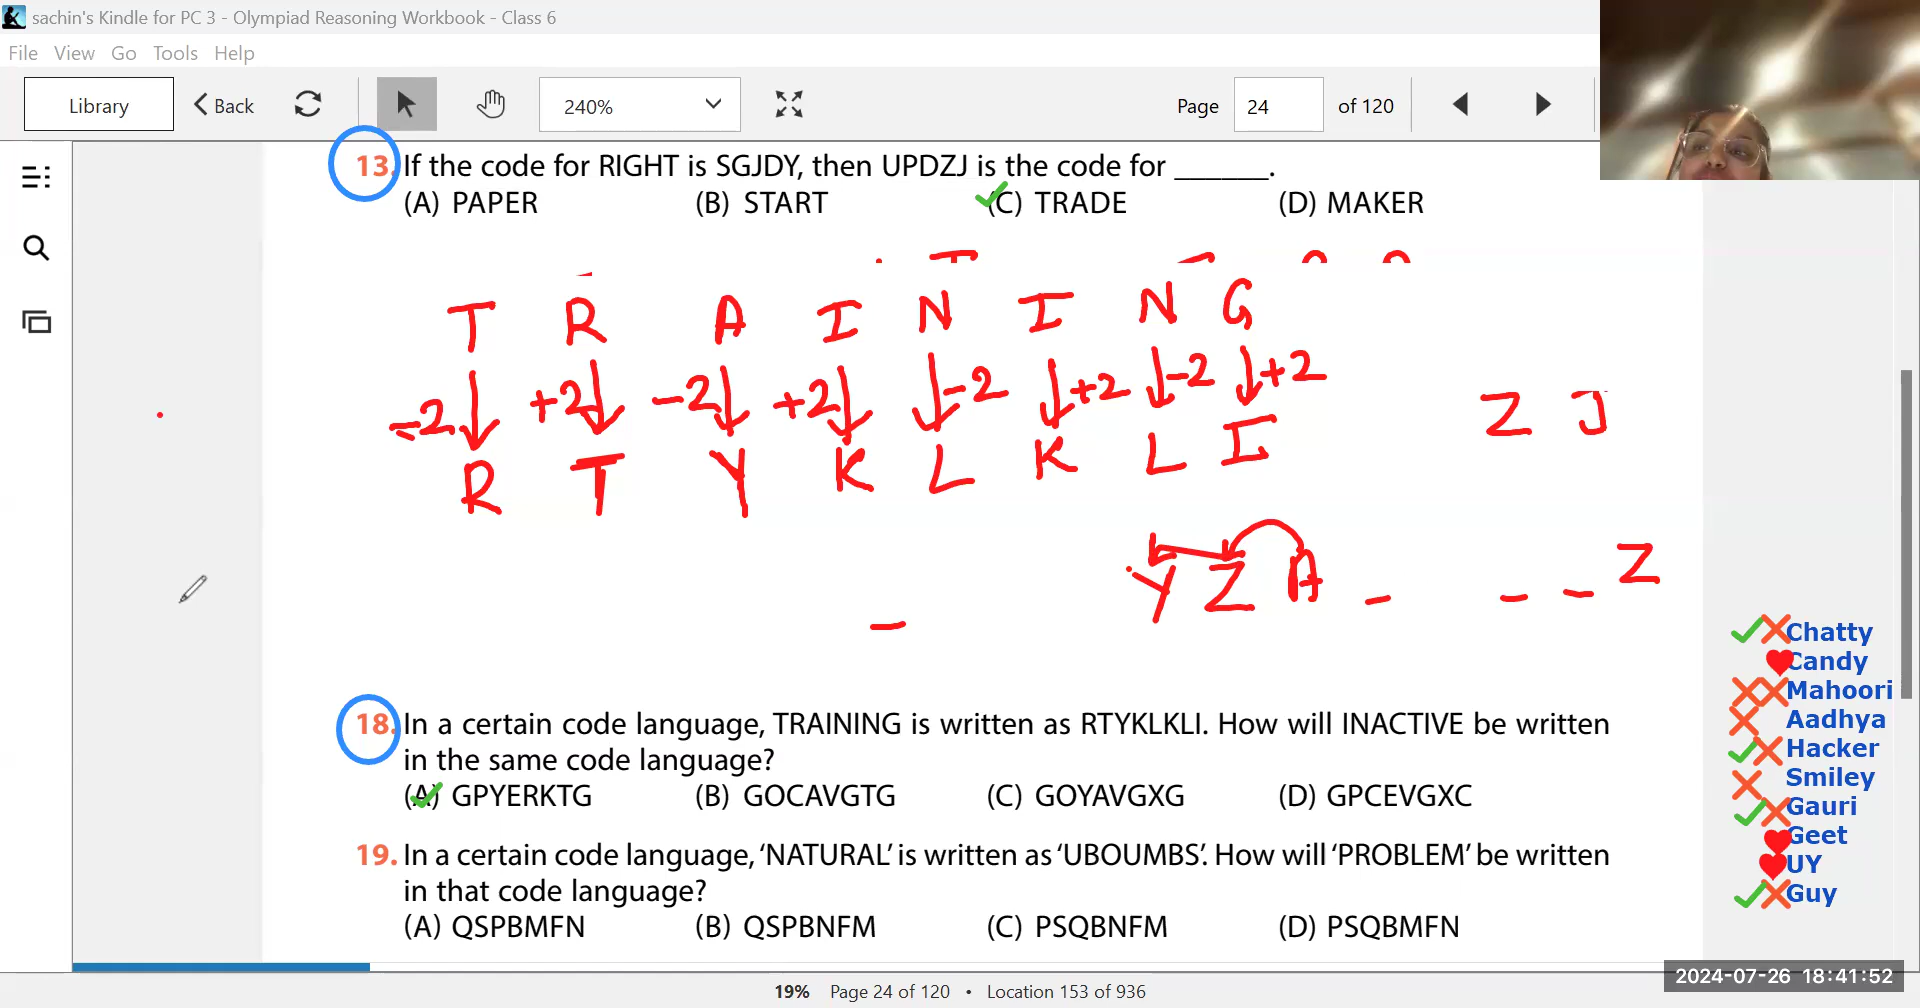 sachin's Kindle for PC 3 - Olympiad Reasoning Workbook - Class 6
File View Go Tools Help
Library Back 240% Page 24 of 120
13. If the code for RIGHT is SGJDY, then UPDZJ is the code for ______.
(A) PAPER (B) START (C) TRADE (D) MAKER
T R A I N I N G
-2 +2 -2 +2 -2 +2 -2 +2
Z J
R T Y K L K L I
Y Z A - - - Z
18. In a certain code language, TRAINING is written as RTYKLKLI. How will INACTIVE be written
in the same code language?
(A) GPYERKTG (B) GOCAVGTG (C) GOYAVGXG (D) GPCEVGXC
19. In a certain code language, 'NATURAL' is written as 'UBOUMBS'. How will 'PROBLEM' be written
in that code language?
(A) QSPBMFN (B) QSPBNFM (C) PSQBNFM (D) PSQBMFN
Chatty
Candy
Mahoori
Aadhya
Hacker
Smiley
Gauri
Geet
UY
Guy
2024-07-26 18:41:52
19% Page 24 of 120 • Location 153 of 936